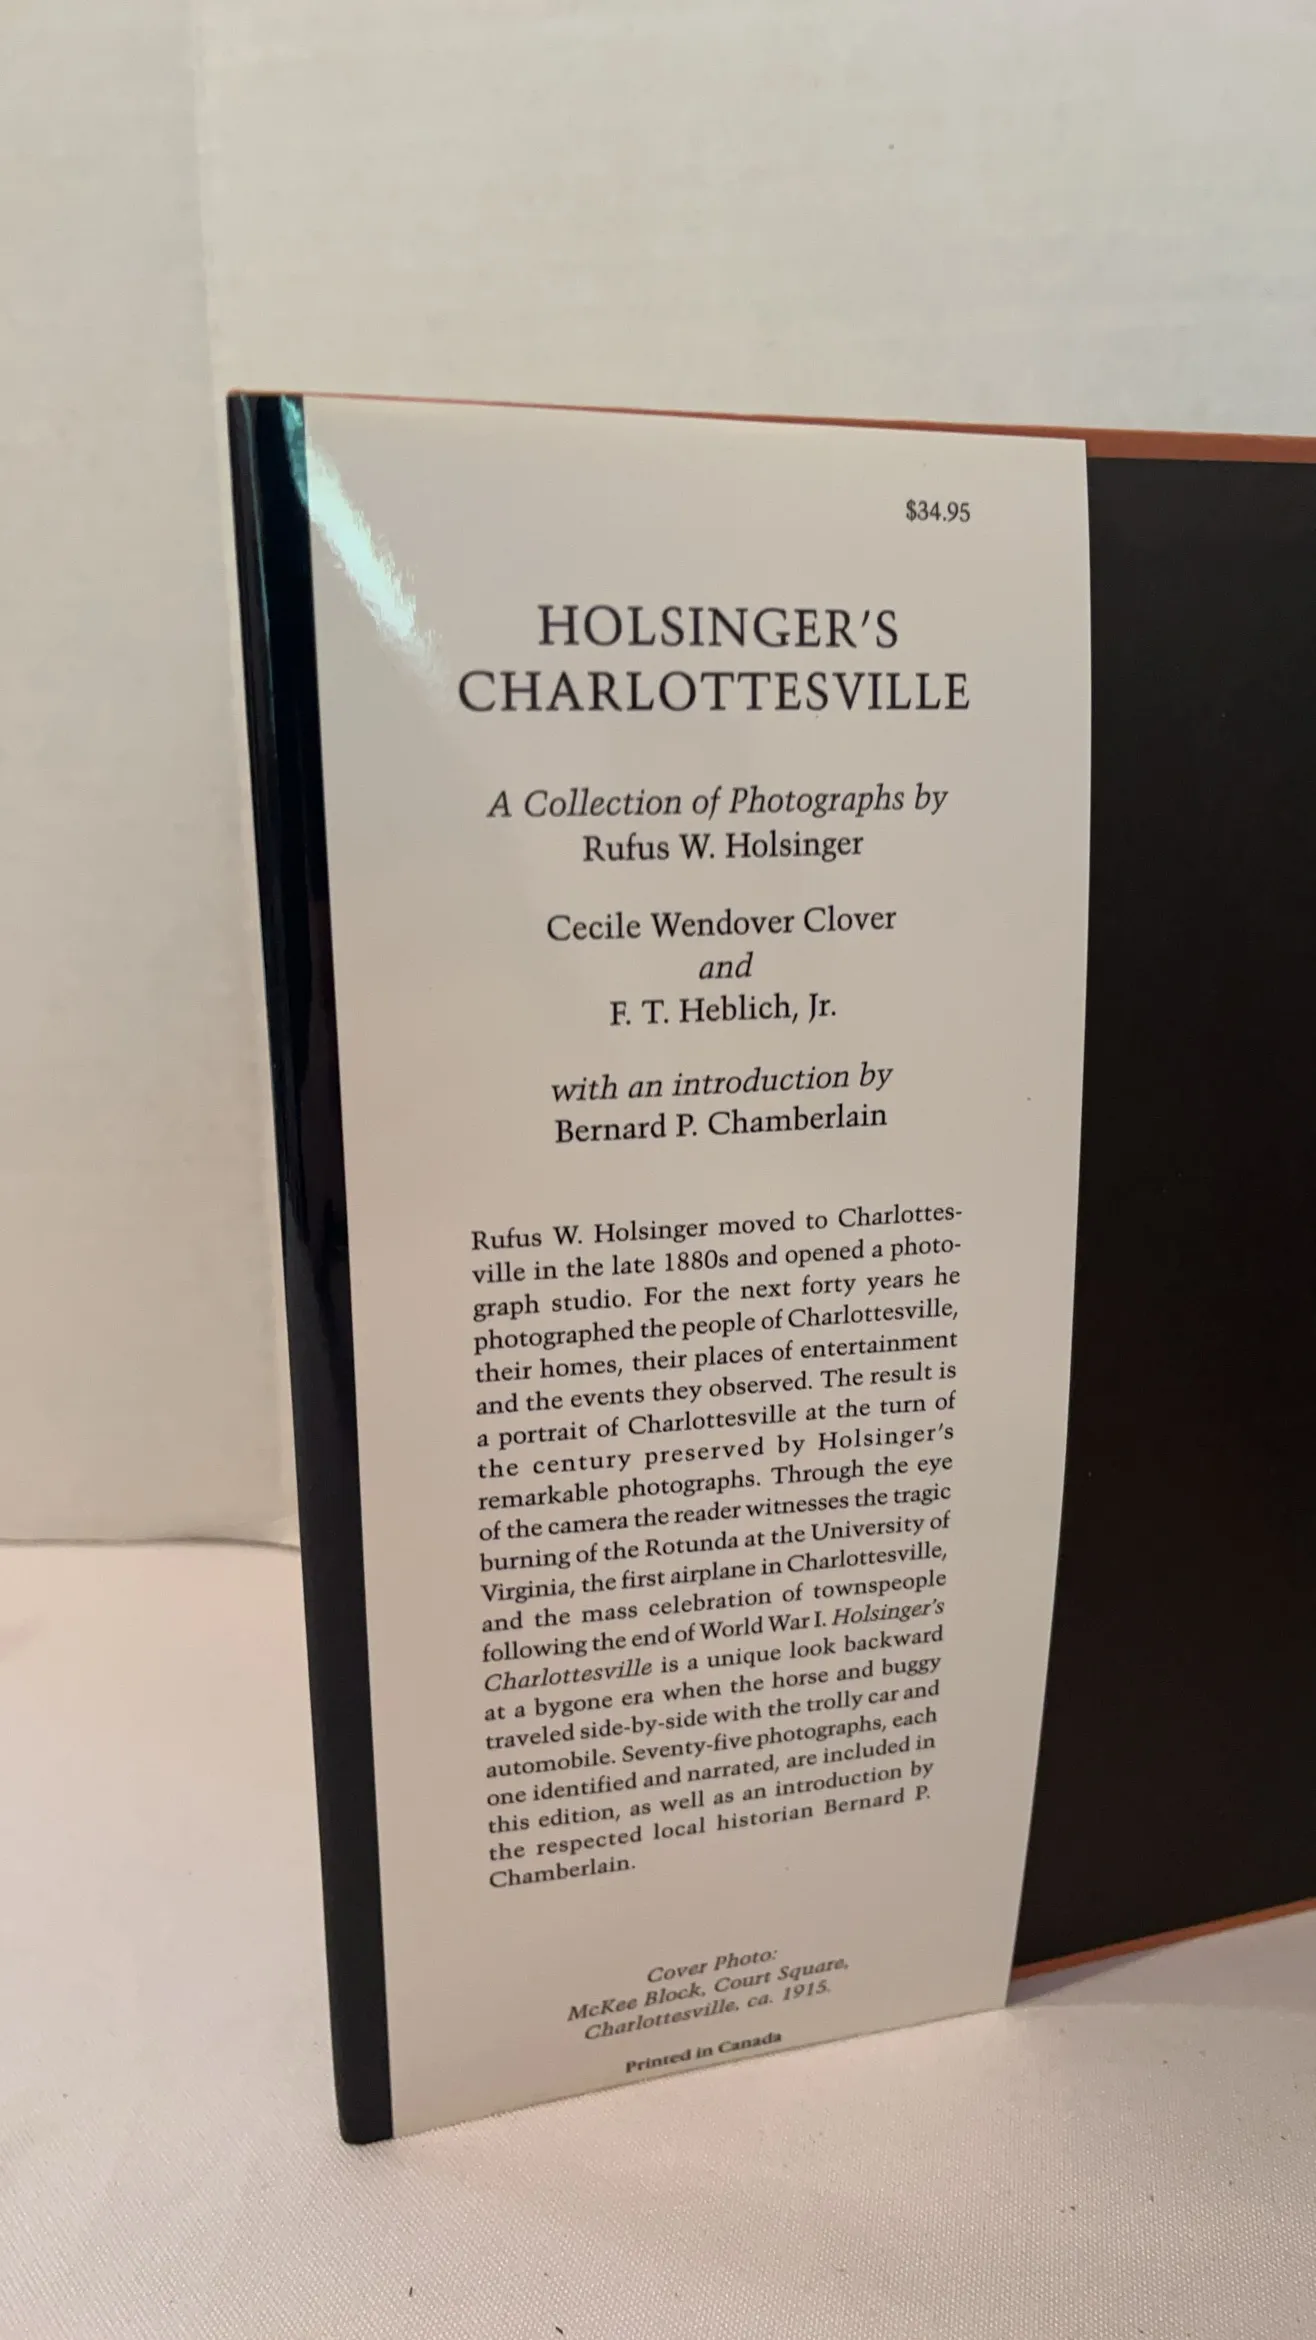 $34.95
HOLSINGER'S
CHARLOTTESVILLE
A Collection of Photographs by
Rufus W. Holsinger
Cecile Wendover Clover
and
F. T. Heblich, Jr.
with an introduction by
Bernard P. Chamberlain
Rufus W. Holsinger moved to Charlottes-
ville in the late 1880s and opened a photo-
graph studio. For the next forty years he
photographed the people of Charlottesville,
their homes, their places of entertainment
and the events they observed. The result is
a portrait of Charlottesville at the turn of
the century preserved by Holsinger's
remarkable photographs. Through the eye
of the camera the reader witnesses the tragic
burning of the Rotunda at the University of
Virginia, the first airplane in Charlottesville,
and the mass celebration of townspeople
following the end of World War I. Holsinger's
Charlottesville is a unique look backward
at a bygone era when the horse and buggy
traveled side-by-side with the trolly car and
automobile. Seventy-five photographs, each
one identified and narrated, are included in
this edition, as well as an introduction by
the respected local historian Bernard P.
Chamberlain.
Cover Photo:
McKee Block, Court Square,
Charlottesville, ca. 1915.
Printed in Canada